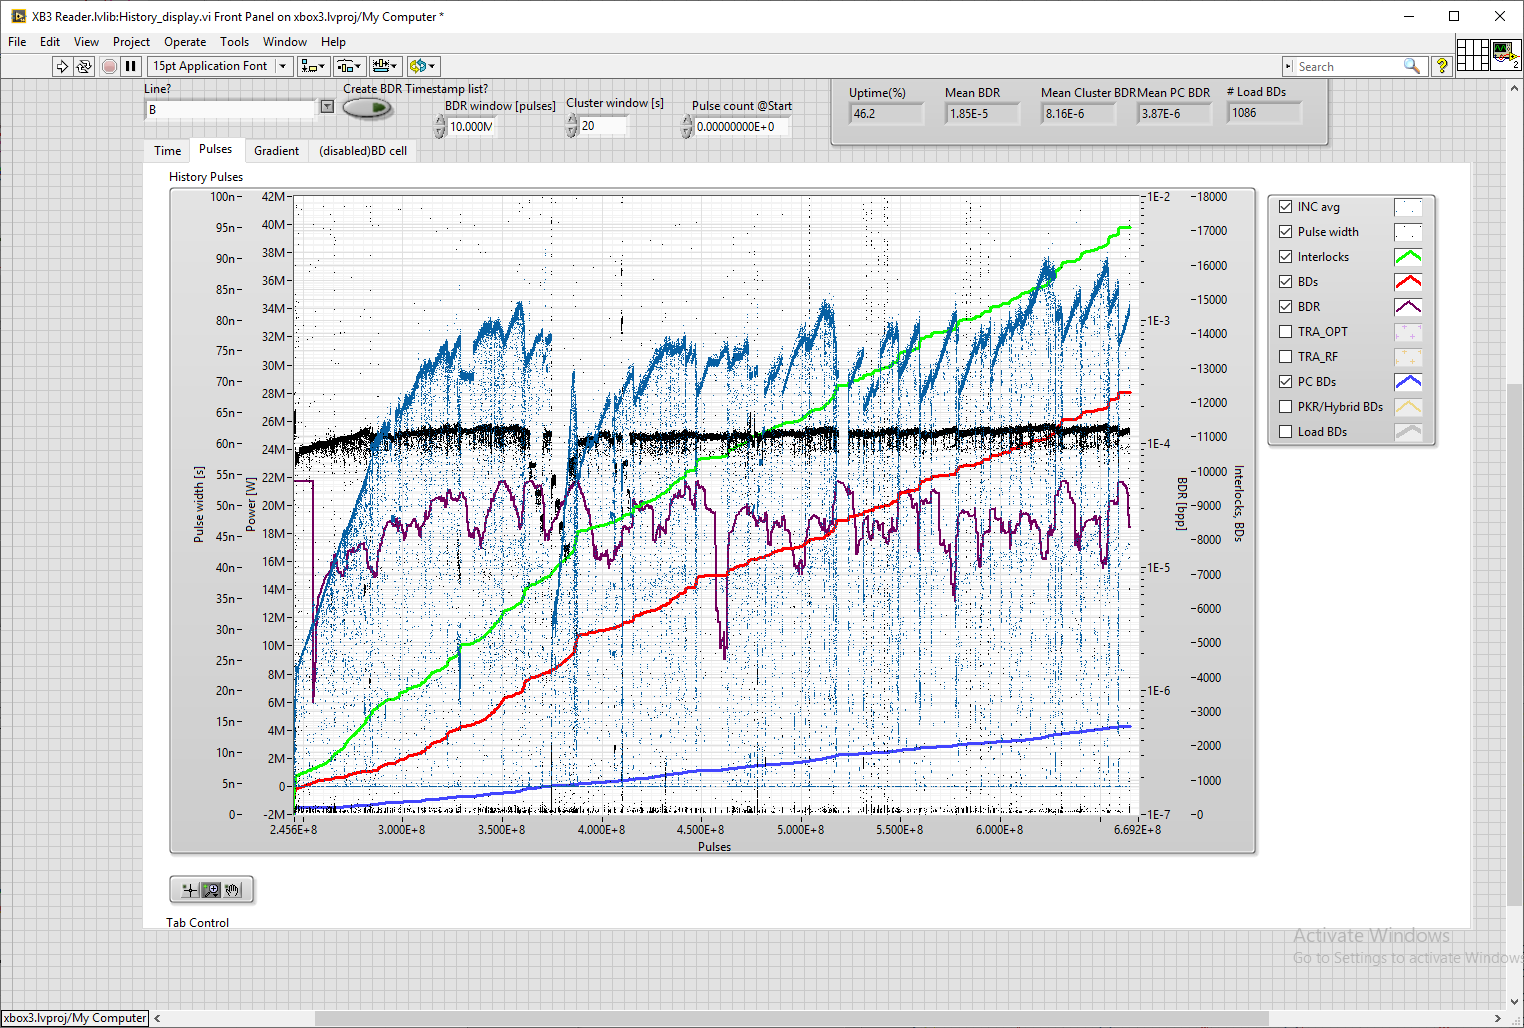 XB3 Reader.lvlib:History_display.vi Front Panel on xbox3.lvproj/My Computer *
File Edit View Project Operate Tools Window Help
15pt Application Font
Search
?
2
Line?
B
Create BDR Timestamp list?
BDR window [pulses]
10.000M
Cluster window [s]
20
Pulse count @Start
0.00000000E+0
Uptime(%)
46.2
Mean BDR
1.85E-5
Mean Cluster BDR
8.16E-6
Mean PC BDR
3.87E-6
# Load BDs
1086
Time Pulses Gradient (disabled)BD cell
History Pulses
100n
95n
90n
85n
80n
75n
70n
65n
60n
55n
50n
45n
40n
35n
30n
25n
20n
15n
10n
5n
0
Pulse width [s]
42M
40M
38M
36M
34M
32M
30M
28M
26M
24M
22M
20M
18M
16M
14M
12M
10M
8M
6M
4M
2M
0
-2M
Power [W]
1E-2
1E-3
1E-4
1E-5
1E-6
1E-7
BDR [bpp]
18000
17000
16000
15000
14000
13000
12000
11000
10000
9000
8000
7000
6000
5000
4000
3000
2000
1000
0
Interlocks, BDs
2.456E+8 3.000E+8 3.500E+8 4.000E+8 4.500E+8 5.000E+8 5.500E+8 6.000E+8 6.692E+8
Pulses
INC avg
Pulse width
Interlocks
BDs
BDR
TRA_OPT
TRA_RF
PC BDs
PKR/Hybrid BDs
Load BDs
Tab Control
Activate Windows
Go to Settings to activate Windows
xbox3.lvproj/My Computer